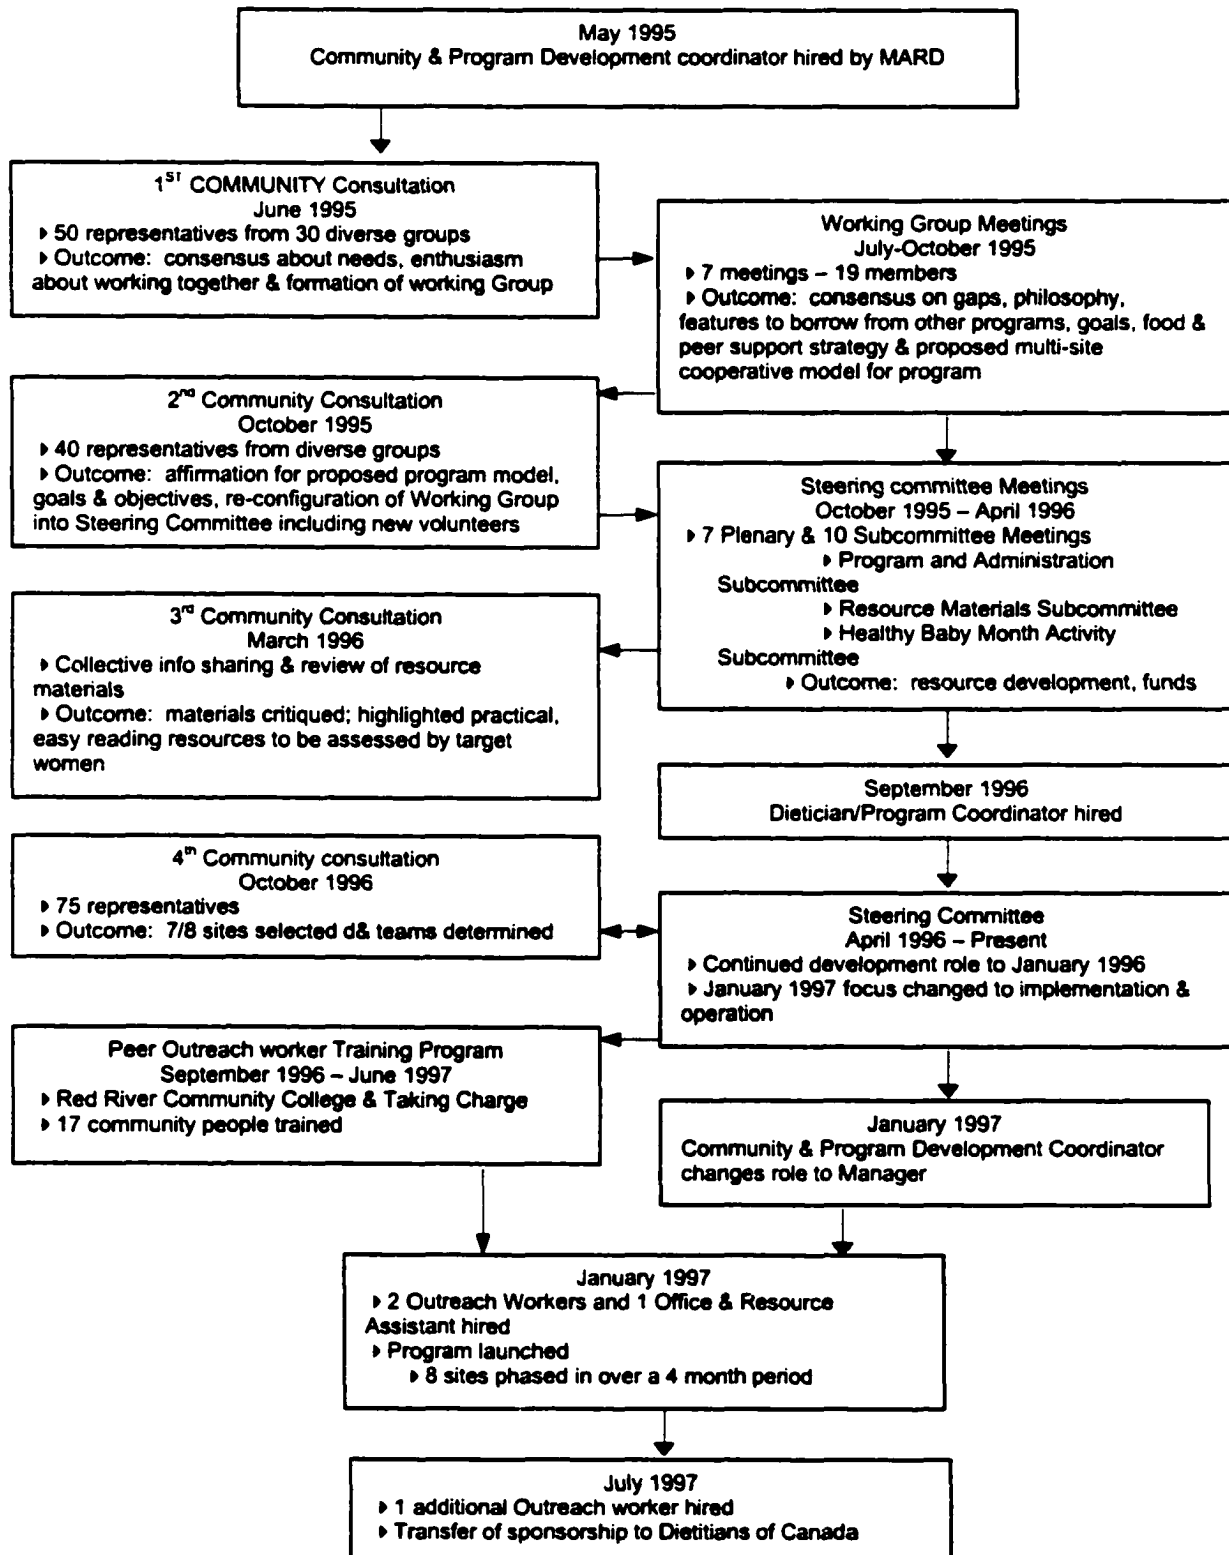 May 1995
Community & Program Development coordinator hired by MARD
1ST COMMUNITY Consultation
June 1995
▶ 50 representatives from 30 diverse groups
▶ Outcome: consensus about needs, enthusiasm
about working together & formation of working Group
Working Group Meetings
July-October 1995
▶ 7 meetings – 19 members
▶ Outcome: consensus on gaps, philosophy,
features to borrow from other programs, goals, food &
peer support strategy & proposed multi-site
cooperative model for program
2nd Community Consultation
October 1995
▶ 40 representatives from diverse groups
▶ Outcome: affirmation for proposed program model,
goals & objectives, re-configuration of Working Group
into Steering Committee including new volunteers
Steering committee Meetings
October 1995 – April 1996
▶ 7 Plenary & 10 Subcommittee Meetings
▶ Program and Administration
Subcommittee
▶ Resource Materials Subcommittee
▶ Healthy Baby Month Activity
Subcommittee
▶ Outcome: resource development, funds
3rd Community Consultation
March 1996
▶ Collective info sharing & review of resource
materials
▶ Outcome: materials critiqued; highlighted practical,
easy reading resources to be assessed by target
women
September 1996
Dietician/Program Coordinator hired
4th Community consultation
October 1996
▶ 75 representatives
▶ Outcome: 7/8 sites selected d& teams determined
Steering Committee
April 1996 – Present
▶ Continued development role to January 1996
▶ January 1997 focus changed to implementation &
operation
Peer Outreach worker Training Program
September 1996 – June 1997
▶ Red River Community College & Taking Charge
▶ 17 community people trained
January 1997
Community & Program Development Coordinator
changes role to Manager
January 1997
▶ 2 Outreach Workers and 1 Office & Resource
Assistant hired
▶ Program launched
▶ 8 sites phased in over a 4 month period
July 1997
▶ 1 additional Outreach worker hired
▶ Transfer of sponsorship to Dietitians of Canada